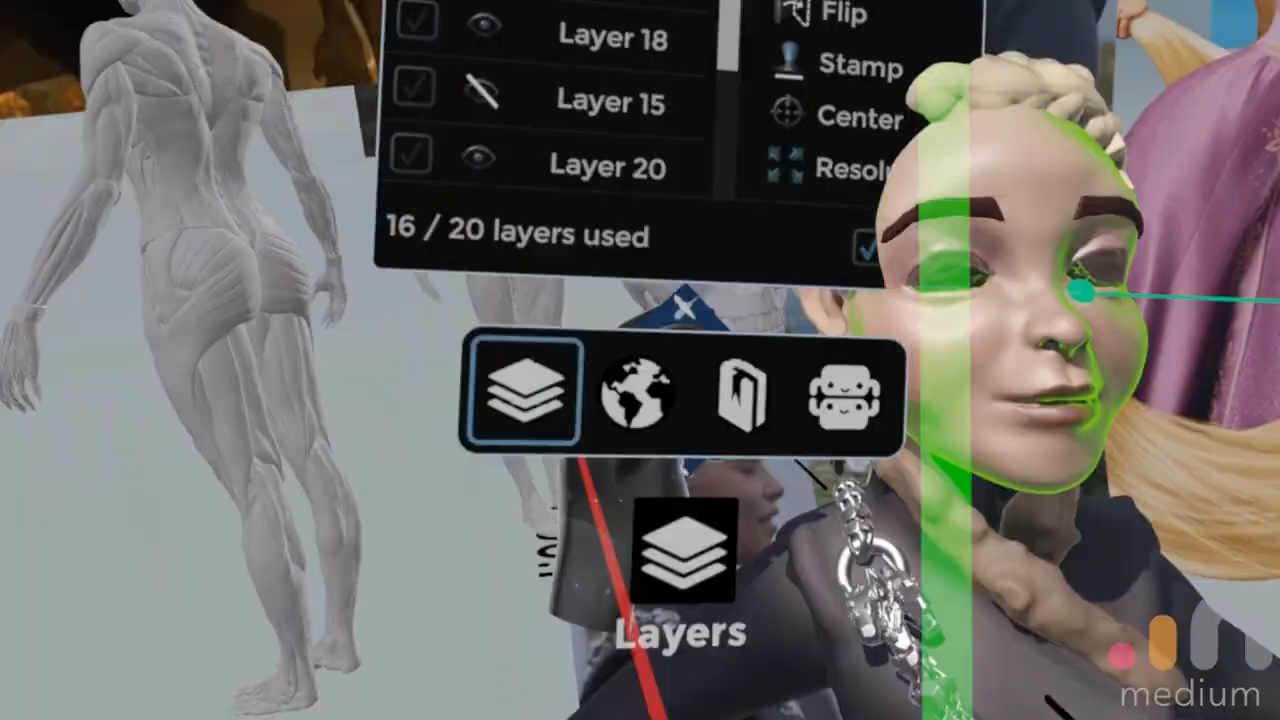 Layer 18
Layer 15
Layer 20
16 / 20 layers used
Flip
Stamp
Center
Layers
medium